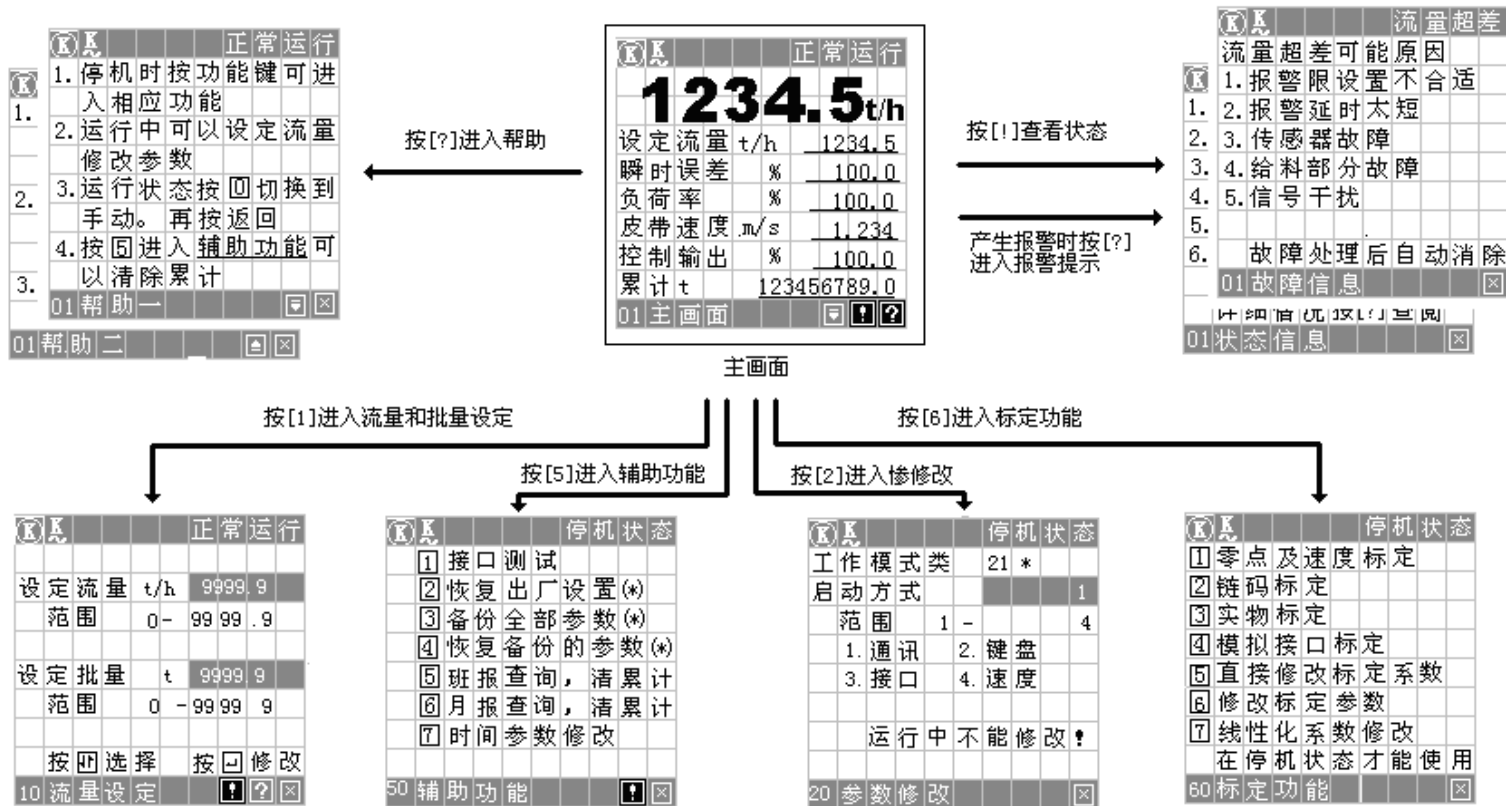 正常运行
1.停机时按功能键可进
入相应功能
2.运行中可以设定流量
修改参数
3.运行状态按0切换到
手动。再按返回
4.按5进入辅助功能可
以清除累计
01帮助一
1.
2.
3.
01帮助二
按[?]进入帮助
正常运行
1234.5t/h
设定流量 t/h 1234.5
瞬时误差 % 100.0
负荷率 % 100.0
皮带速度 m/s 1.234
控制输出 % 100.0
累计t 123456789.0
01主画面 ! ?
主画面
按[!]查看状态
产生报警时按[?]
进入报警提示
流量超差
流量超差可能原因
1.报警限设置不合适
2.报警延时太短
3.传感器故障
4.给料部分故障
5.信号干扰
故障处理后自动消除
01故障信息
1.
2.
3.
4.
5.
6.
详细情况按[?]查阅
01状态信息
按[1]进入流量和批量设定
按[5]进入辅助功能
按[2]进入惨修改
按[6]进入标定功能
正常运行
设定流量 t/h 9999.9
范围 0- 9999.9
设定批量 t 9999.9
范围 0 -9999 9
按 选择 按 修改
10流量设定 ! ?
停机状态
1接口测试
2恢复出厂设置(*)
3备份全部参数(*)
4恢复备份的参数(*)
5班报查询，清累计
6月报查询，清累计
7时间参数修改
50辅助功能 !
停机状态
工作模式类 21 *
启动方式 1
范围 1 - 4
1.通讯 2.键盘
3.接口 4.速度
运行中不能修改!
20参数修改
停机状态
1零点及速度标定
2链码标定
3实物标定
4模拟接口标定
5直接修改标定系数
6修改标定参数
7线性化系数修改
在停机状态才能使用
60标定功能